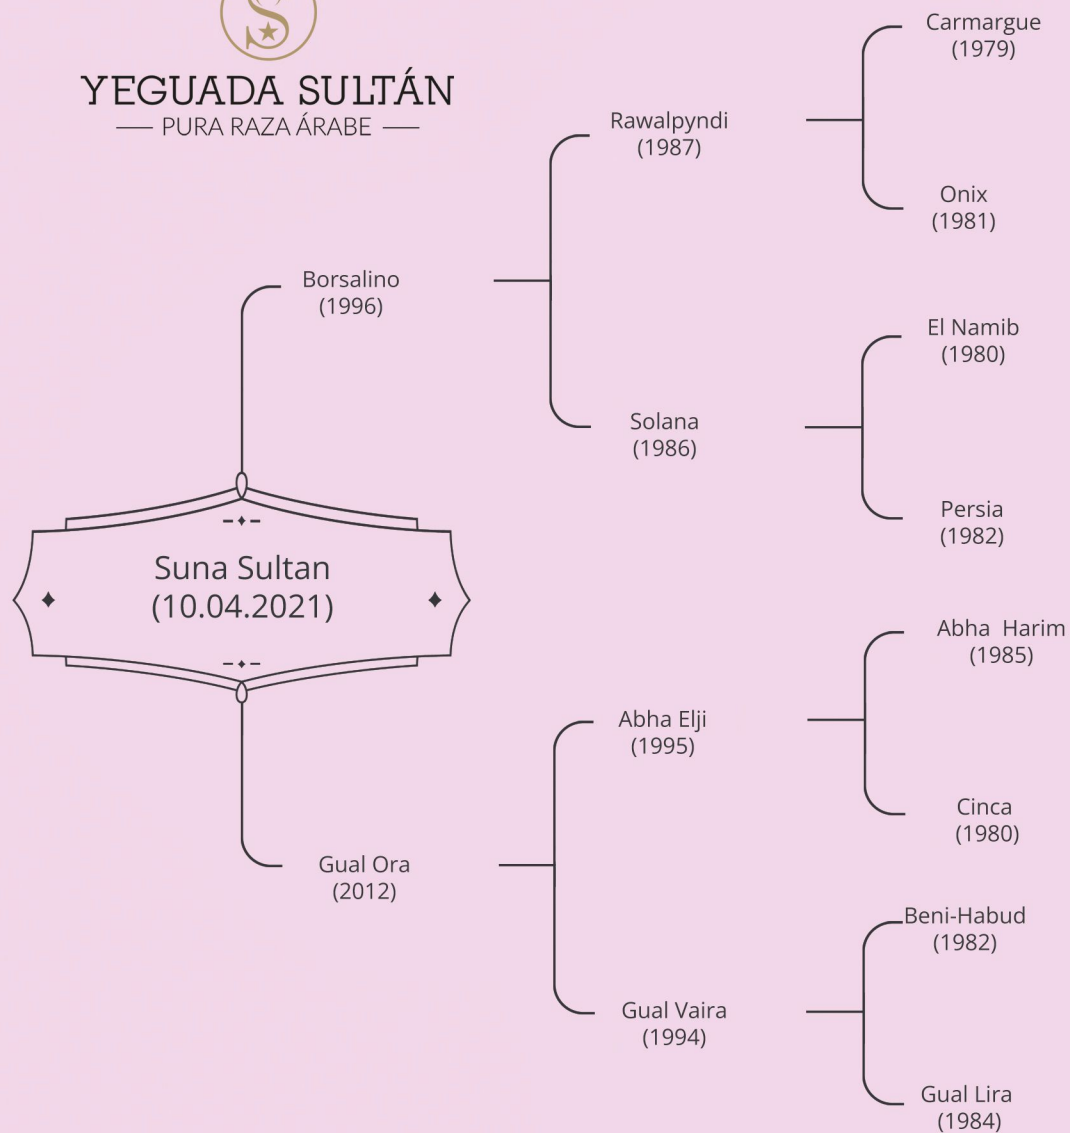 YEGUADA SULTÁN
PURA RAZA ÁRABE
Carmargue
(1979)
Rawalpyndi
(1987)
Onix
(1981)
Borsalino
(1996)
El Namib
(1980)
Solana
(1986)
Persia
(1982)
Suna Sultan
(10.04.2021)
Abha Harim
(1985)
Abha Elji
(1995)
Cinca
(1980)
Gual Ora
(2012)
Beni-Habud
(1982)
Gual Vaira
(1994)
Gual Lira
(1984)